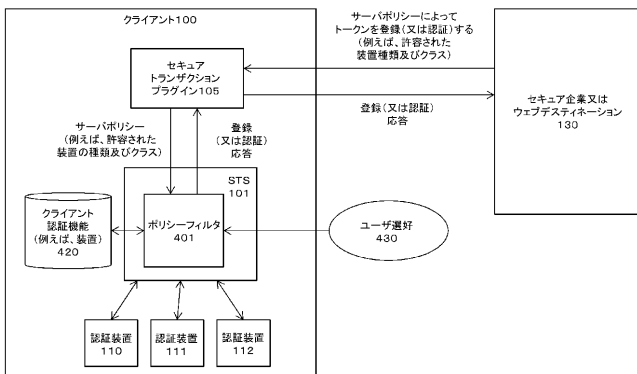 クライアント100
サーバポリシーによって
トークンを登録(又は認証)する
(例えば、許容された
装置種類及びクラス)
セキュア
トランザクション
プラグイン105
セキュア企業又は
ウェブデスティネーション
130
登録(又は認証)
応答
サーバポリシー
(例えば、許容された
装置の種類及びクラス)
登録
(又は認証)
応答
STS
101
クライアント
認証機能
(例えば、装置)
420
ポリシーフィルタ
401
ユーザ選好
430
認証装置
110
認証装置
111
認証装置
112